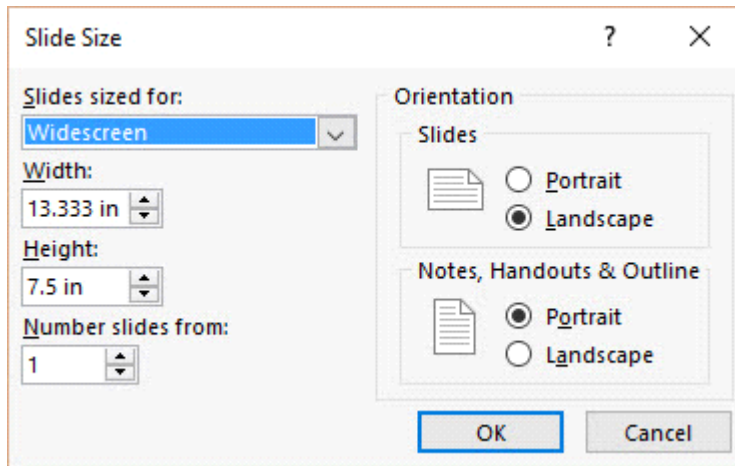 Slide Size ?
Slides sized for:
Widescreen
Width:
13.333 in
Height:
7.5 in
Number slides from:
1
Orientation
Slides
Portrait
Landscape
Notes, Handouts & Outline
Portrait
Landscape
OK
Cancel